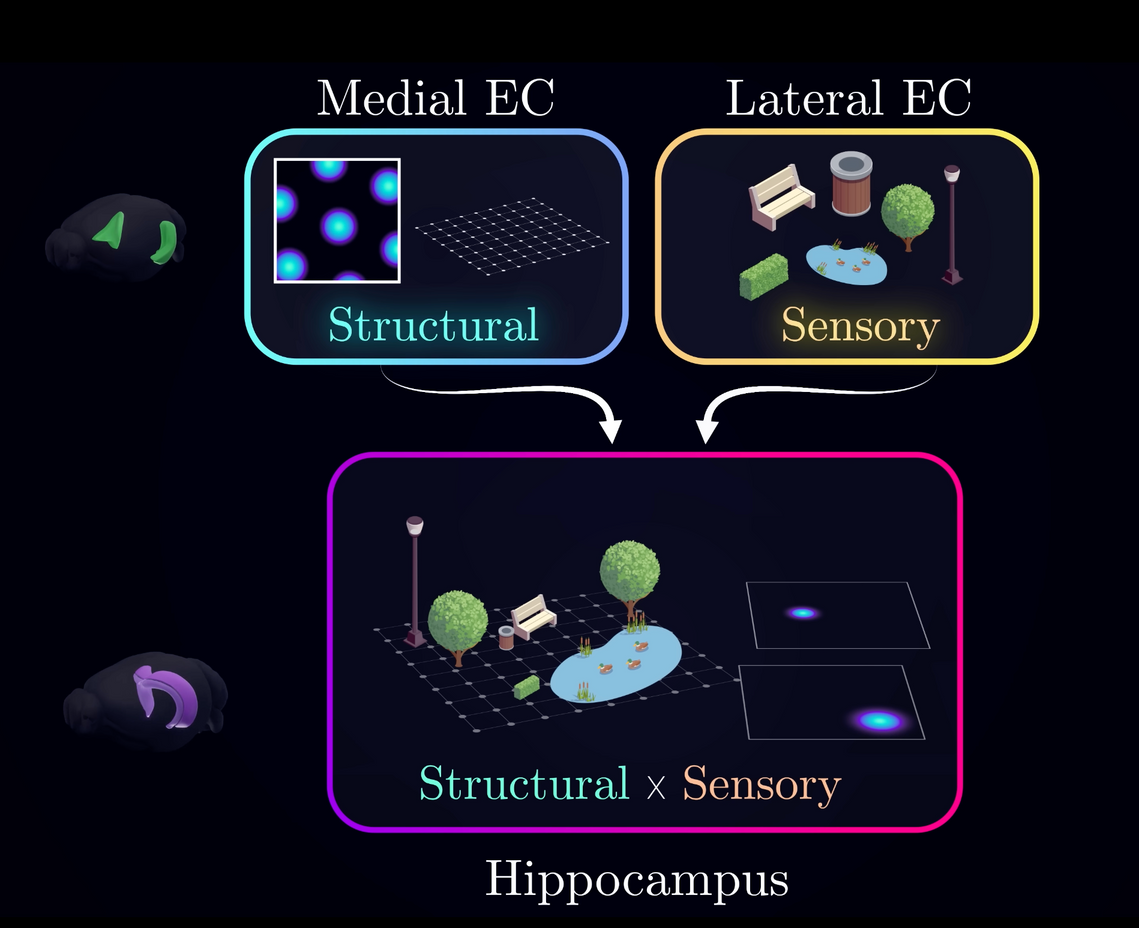 Medial EC
Lateral EC
Structural
Sensory
Structural x Sensory
Hippocampus